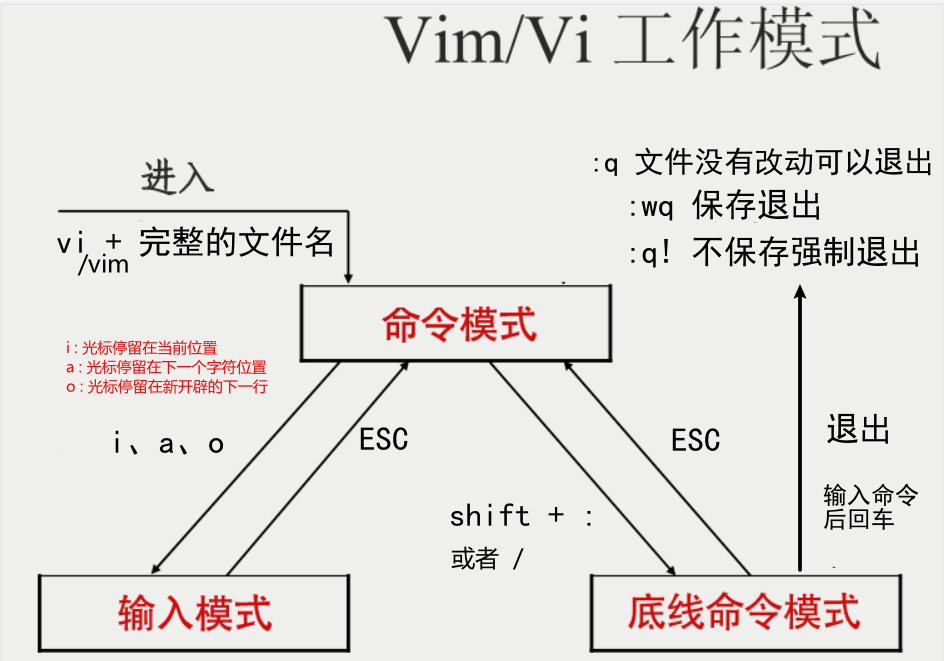 Vim/Vi 工作模式
进入
vi + 完整的文件名
/vim
:q 文件没有改动可以退出
:wq 保存退出
:q! 不保存强制退出
命令模式
i : 光标停留在当前位置
a : 光标停留在下一个字符位置
o : 光标停留在新开辟的下一行
i、a、o
ESC
shift + :
或者 /
ESC
退出
输入命令
后回车
输入模式
底线命令模式